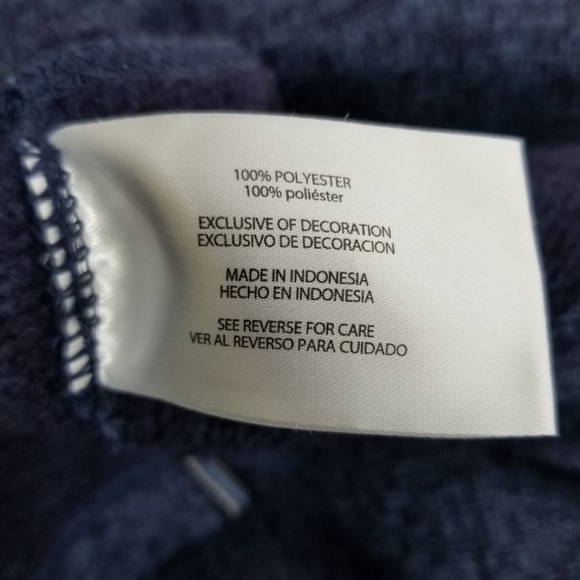 100% POLYESTER
100% poliéster
EXCLUSIVE OF DECORATION
EXCLUSIVO DE DECORACION
MADE IN INDONESIA
HECHO EN INDONESIA
SEE REVERSE FOR CARE
VER AL REVERSO PARA CUIDADO